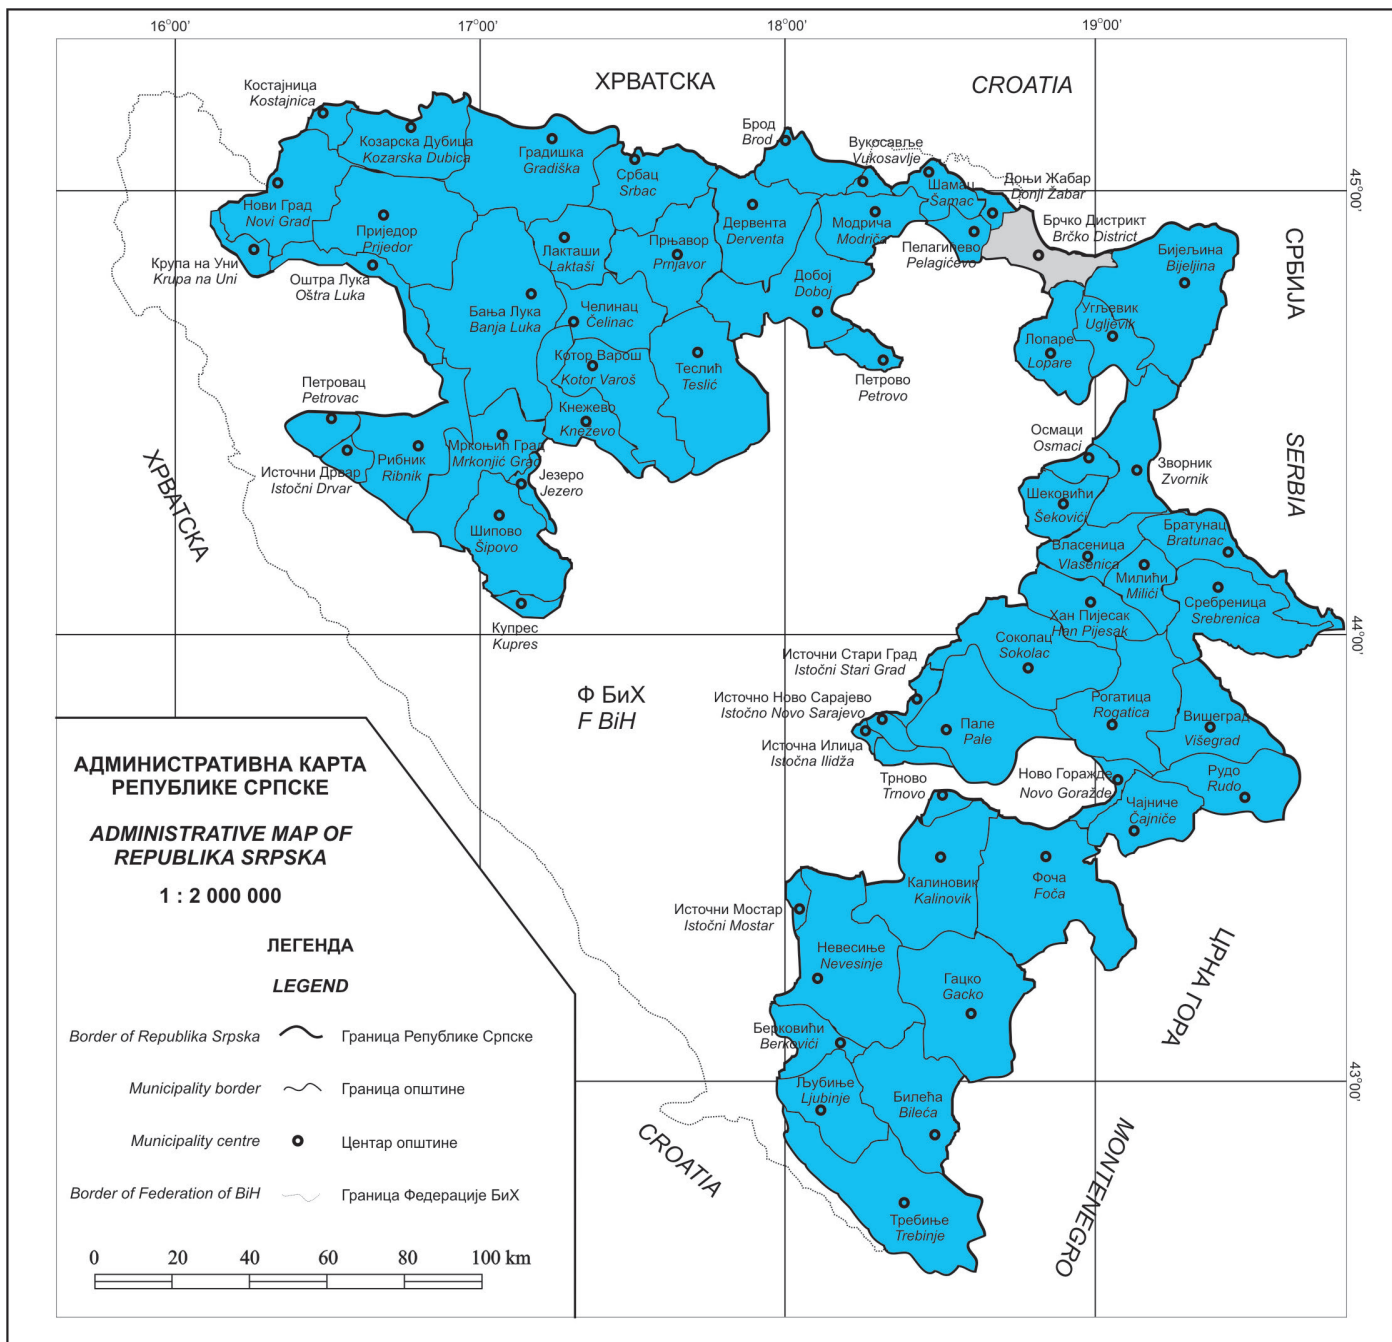 16°00'
17°00'
18°00'
19°00'
ХРВАТСКА
CROATIA
Костајница
Kostajnica
Козарска Дубица
Kozarska Dubica
Градишка
Gradiška
Србац
Srbac
Брод
Brod
Вукосавље
Vukosavlje
Шамац
Šamac
Доњи Жабар
Donji Žabar
45°00'
Нови Град
Novi Grad
Приједор
Prijedor
Лакташи
Laktaši
Прњавор
Prnjavor
Дервента
Derventa
Модрича
Modriča
Пелагићево
Pelagićevo
Брчко Дистрикт
Brčko District
Бијељина
Bijeljina
СРБИЈА
Крупа на Уни
Krupa na Uni
Оштра Лука
Oštra Luka
Бања Лука
Banja Luka
Челинац
Čelinac
Добој
Doboj
Угљевик
Ugljevik
Лопаре
Lopare
Котор Варош
Kotor Varoš
Теслић
Teslić
Петрово
Petrovo
Петровац
Petrovac
Кнежево
Kneževo
Осмаци
Osmaci
SERBIA
ХРВАТСКА
Источни Дрвар
Istočni Drvar
Рибник
Ribnik
Мркоњић Град
Mrkonjić Grad
Језеро
Jezero
Зворник
Zvornik
Шековићи
Šekovići
Шипово
Šipovo
Братунац
Bratunac
Власеница
Vlasenica
Милићи
Milići
Сребреница
Srebrenica
Купрес
Kupres
Хан Пијесак
Han Pijesak
Соколац
Sokolac
44°00'
Источни Стари Град
Istočni Stari Grad
Ф БиХ
F BiH
Источно Ново Сарајево
Istočno Novo Sarajevo
Источна Илиџа
Istočna Ilidža
Пале
Pale
Рогатица
Rogatica
Вишеград
Višegrad
Трново
Trnovo
Ново Горажде
Novo Goražde
Рудо
Rudo
Чајниче
Čajniče
Калиновик
Kalinovik
Фоча
Foča
Источни Мостар
Istočni Mostar
Невесиње
Nevesinje
Гацко
Gacko
ЦРНА ГОРА
Берковићи
Berkovići
43°00'
Љубиње
Ljubinje
Билећа
Bileća
CROATIA
MONTENEGRO
Требиње
Trebinje
АДМИНИСТРАТИВНА КАРТА
РЕПУБЛИКЕ СРПСКЕ
ADMINISTRATIVE MAP OF
REPUBLIKA SRPSKA
1 : 2 000 000
ЛЕГЕНДА
LEGEND
Border of Republika Srpska Граница Републике Српске
Municipality border Граница општине
Municipality centre Центар општине
Border of Federation of BiH Граница Федерације БиХ
0 20 40 60 80 100 km